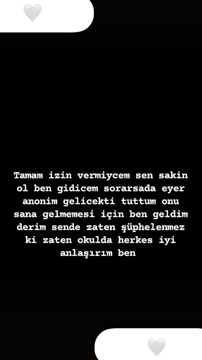 Tamam izin vermiycem sen sakin
ol ben gidicem sorarsada eyer
anonim gelicekti tuttum onu
sana gelmemesi için ben geldim
derim sende zaten şüphelenmez
ki zaten okulda herkes iyi
anlaşırım ben